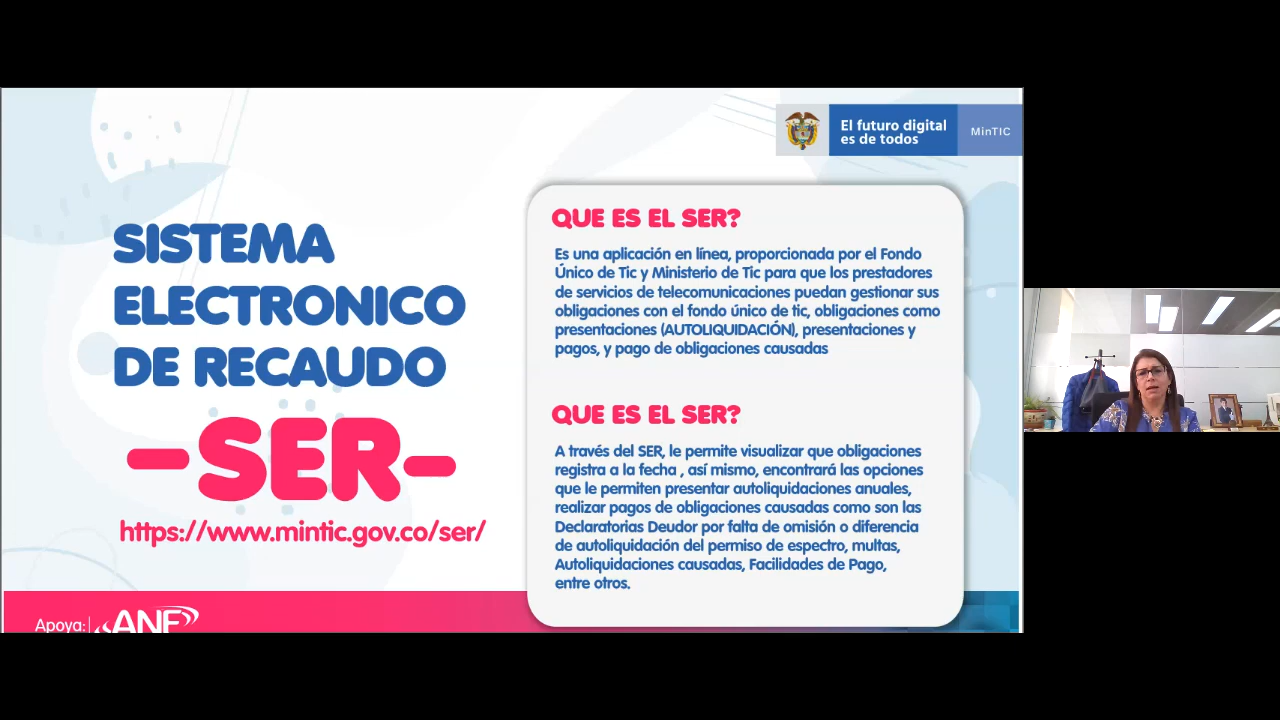 El futuro digital
es de todos
MinTIC
SISTEMA
ELECTRONICO
DE RECAUDO
-SER-
https://www.mintic.gov.co/ser/
QUE ES EL SER?
Es una aplicación en línea, proporcionada por el Fondo
Único de Tic y Ministerio de Tic para que los prestadores
de servicios de telecomunicaciones puedan gestionar sus
obligaciones con el fondo único de tic, obligaciones como
presentaciones (AUTOLIQUIDACIÓN), presentaciones y
pagos, y pago de obligaciones causadas
QUE ES EL SER?
A través del SER, le permite visualizar que obligaciones
registra a la fecha , así mismo, encontrará las opciones
que le permiten presentar autoliquidaciones anuales,
realizar pagos de obligaciones causadas como son las
Declaratorias Deudor por falta de omisión o diferencia
de autoliquidación del permiso de espectro, multas,
Autoliquidaciones causadas, Facilidades de Pago,
entre otros.
Apoya: